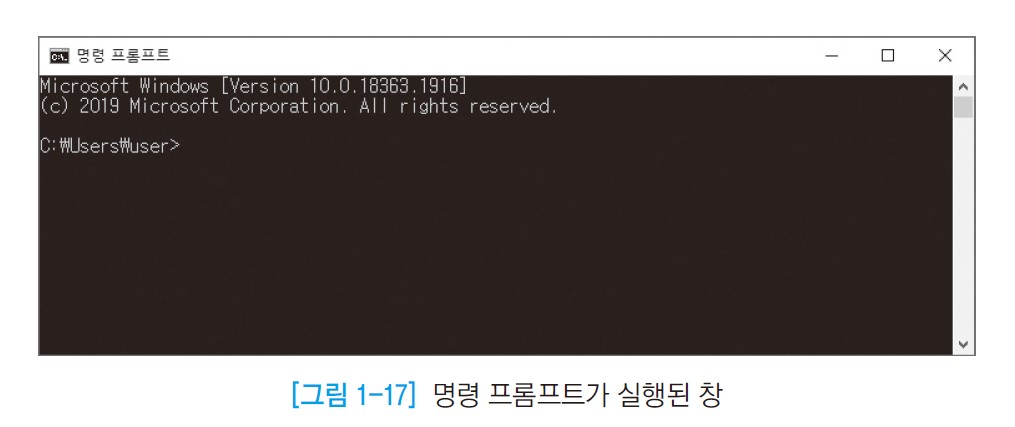 명령 프롬프트
Microsoft Windows [Version 10.0.18363.1916]
(c) 2019 Microsoft Corporation. All rights reserved.
C:₩Users₩user>
[그림 1-17] 명령 프롬프트가 실행된 창